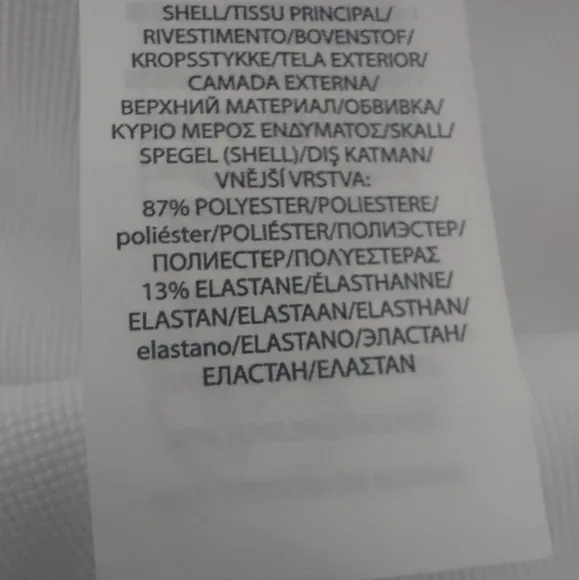 SHELL/TISSU PRINCIPAL/
RIVESTIMENTO/BOVENSTOF/
KROPSSTYKKE/TELA EXTERIOR/
CAMADA EXTERNA/
ВЕРХНИЙ МАТЕРИАЛ/ОБВИВКА/
ΚΥΡΙΟ ΜΕΡΟΣ ΕΝΔΥΜΑΤΟΣ/SKALL/
SPEGEL (SHELL)/DIŞ KATMAN/
VNĚJŠÍ VRSTVA:
87% POLYESTER/POLIESTERE/
poliéster/POLIÉSTER/ПОЛИЭСТЕР/
ПОЛИЕСТЕР/ΠΟΛΥΕΣΤΕΡΑΣ
13% ELASTANE/ÉLASTHANNE/
ELASTAN/ELASTAAN/ELASTHAN/
elastano/ELASTANO/ЭЛАСТАН/
ЕЛАСТАН/ΕΛΑΣΤΑΝ